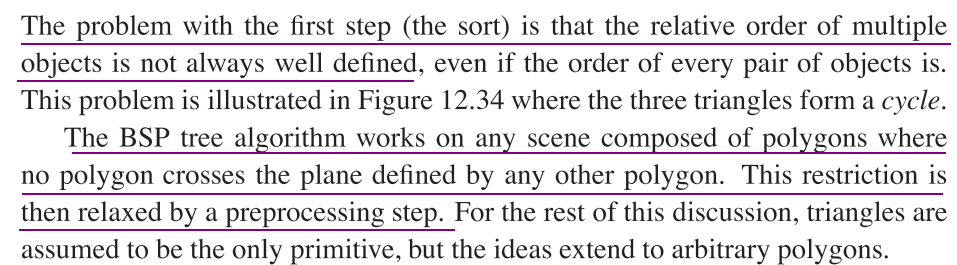 The problem with the first step (the sort) is that the relative order of multiple
objects is not always well defined, even if the order of every pair of objects is.
This problem is illustrated in Figure 12.34 where the three triangles form a cycle.
The BSP tree algorithm works on any scene composed of polygons where
no polygon crosses the plane defined by any other polygon. This restriction is
then relaxed by a preprocessing step. For the rest of this discussion, triangles are
assumed to be the only primitive, but the ideas extend to arbitrary polygons.